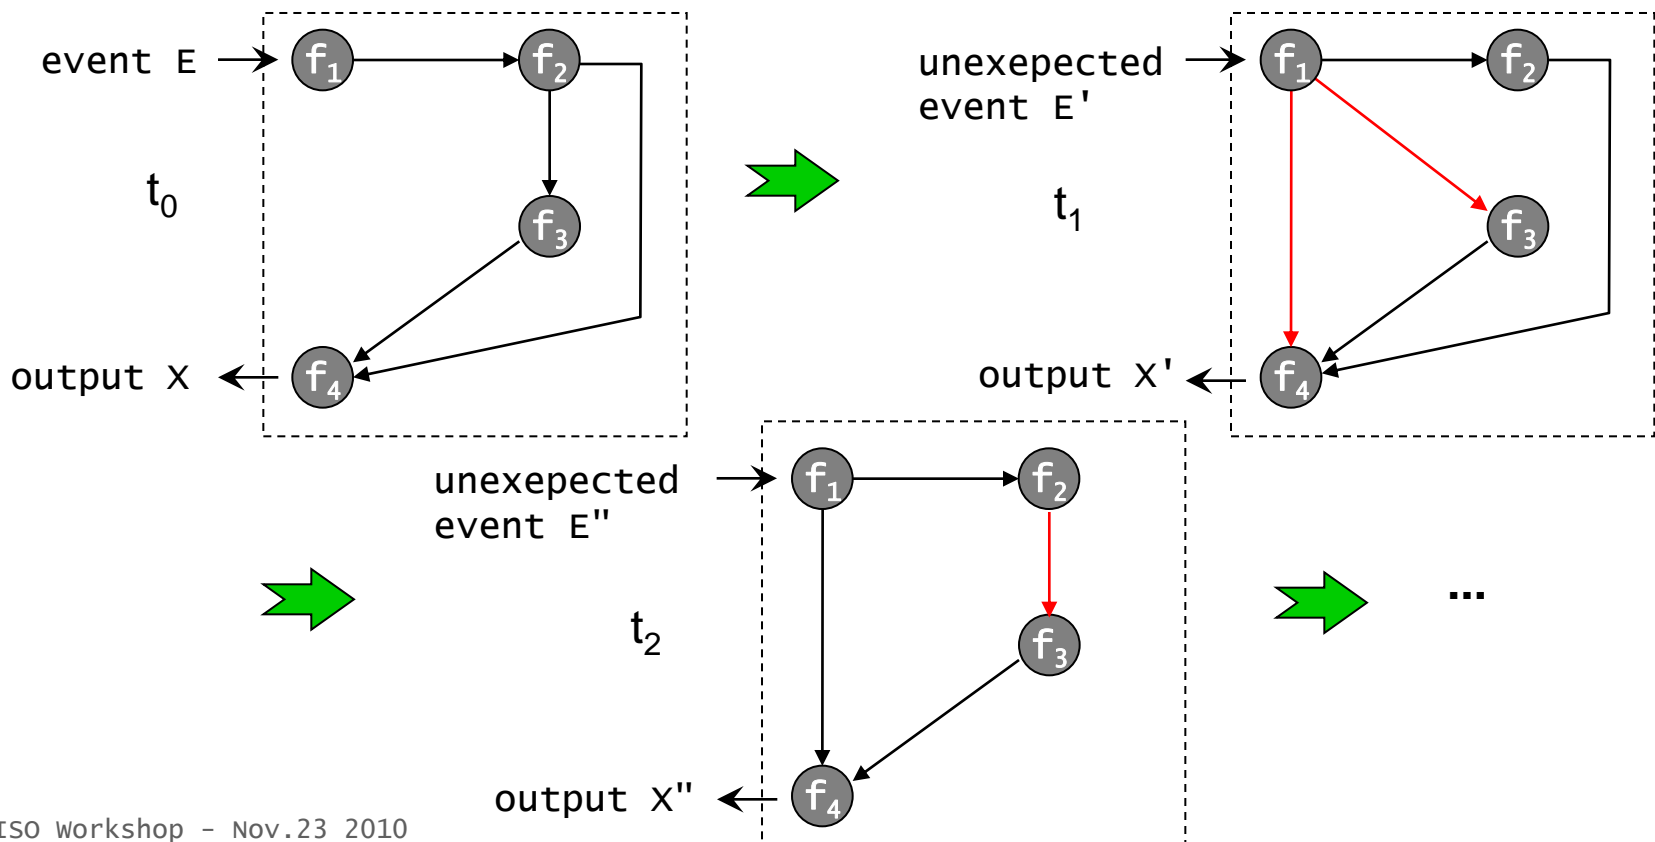 event E
f1
f2
t0
f3
output X
f4
unexepected
event E'
f1
f2
t1
f3
output X'
f4
unexepected
event E"
f1
f2
t2
f3
...
output X"
f4
ISO Workshop – Nov.23 2010